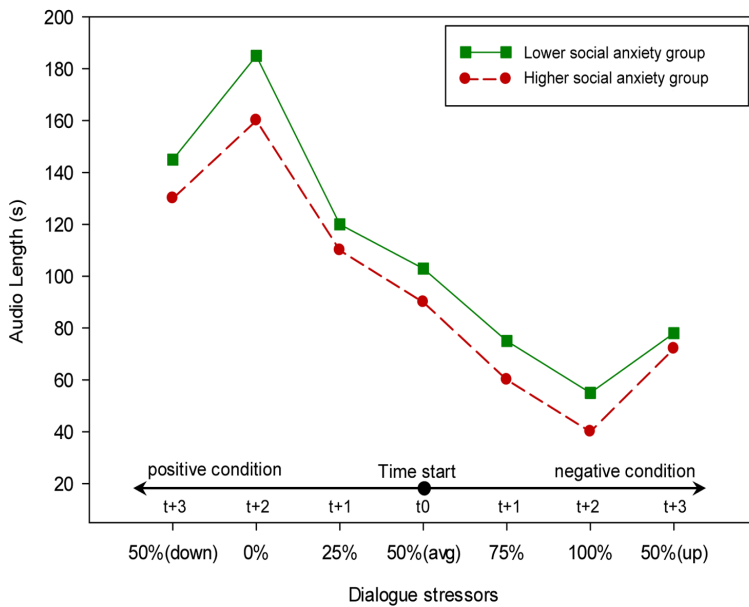 200
180
160
140
120
100
80
60
40
20
Audio Length (s)
Lower social anxiety group
Higher social anxiety group
positive condition
Time start
negative condition
t+3 t+2 t+1 t0 t+1 t+2 t+3
50%(down) 0% 25% 50%(avg) 75% 100% 50%(up)
Dialogue stressors